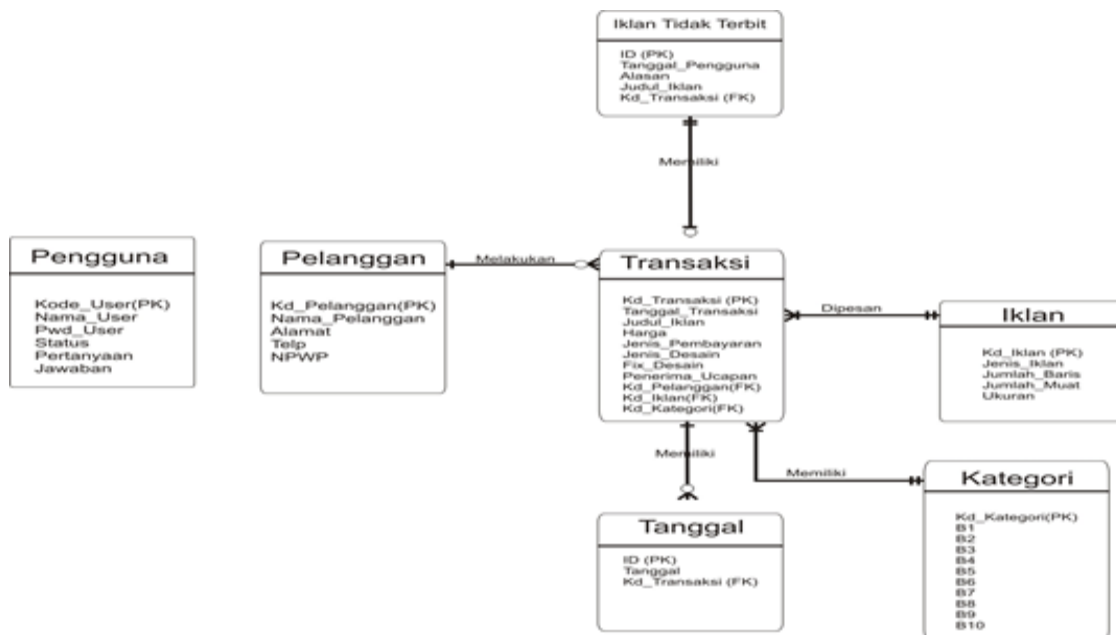 Iklan Tidak Terbit
ID (PK)
Tanggal_Pengguna
Alasan
Judul_Iklan
Kd_Transaksi (FK)
Memiliki
Pengguna
Kode_User(PK)
Nama_User
Pwd_User
Status
Pertanyaan
Jawaban
Pelanggan
Kd_Pelanggan(PK)
Nama_Pelanggan
Alamat
Telp
NPWP
Melakukan
Transaksi
Kd_Transaksi (PK)
Tanggal_Transaksi
Judul_Iklan
Harga
Jenis_Pembayaran
Jenis_Desain
Fix_Desain
Penerima_Ucapan
Kd_Pelanggan(FK)
Kd_Iklan(FK)
Kd_Kategori(FK)
Dipesan
Iklan
Kd_Iklan (PK)
Jenis_Iklan
Jumlah_Baris
Jumlah_Muat
Ukuran
Memiliki
Memiliki
Tanggal
ID (PK)
Tanggal
Kd_Transaksi (FK)
Kategori
Kd_Kategori(PK)
B1
B2
B3
B4
B5
B6
B7
B8
B9
B10